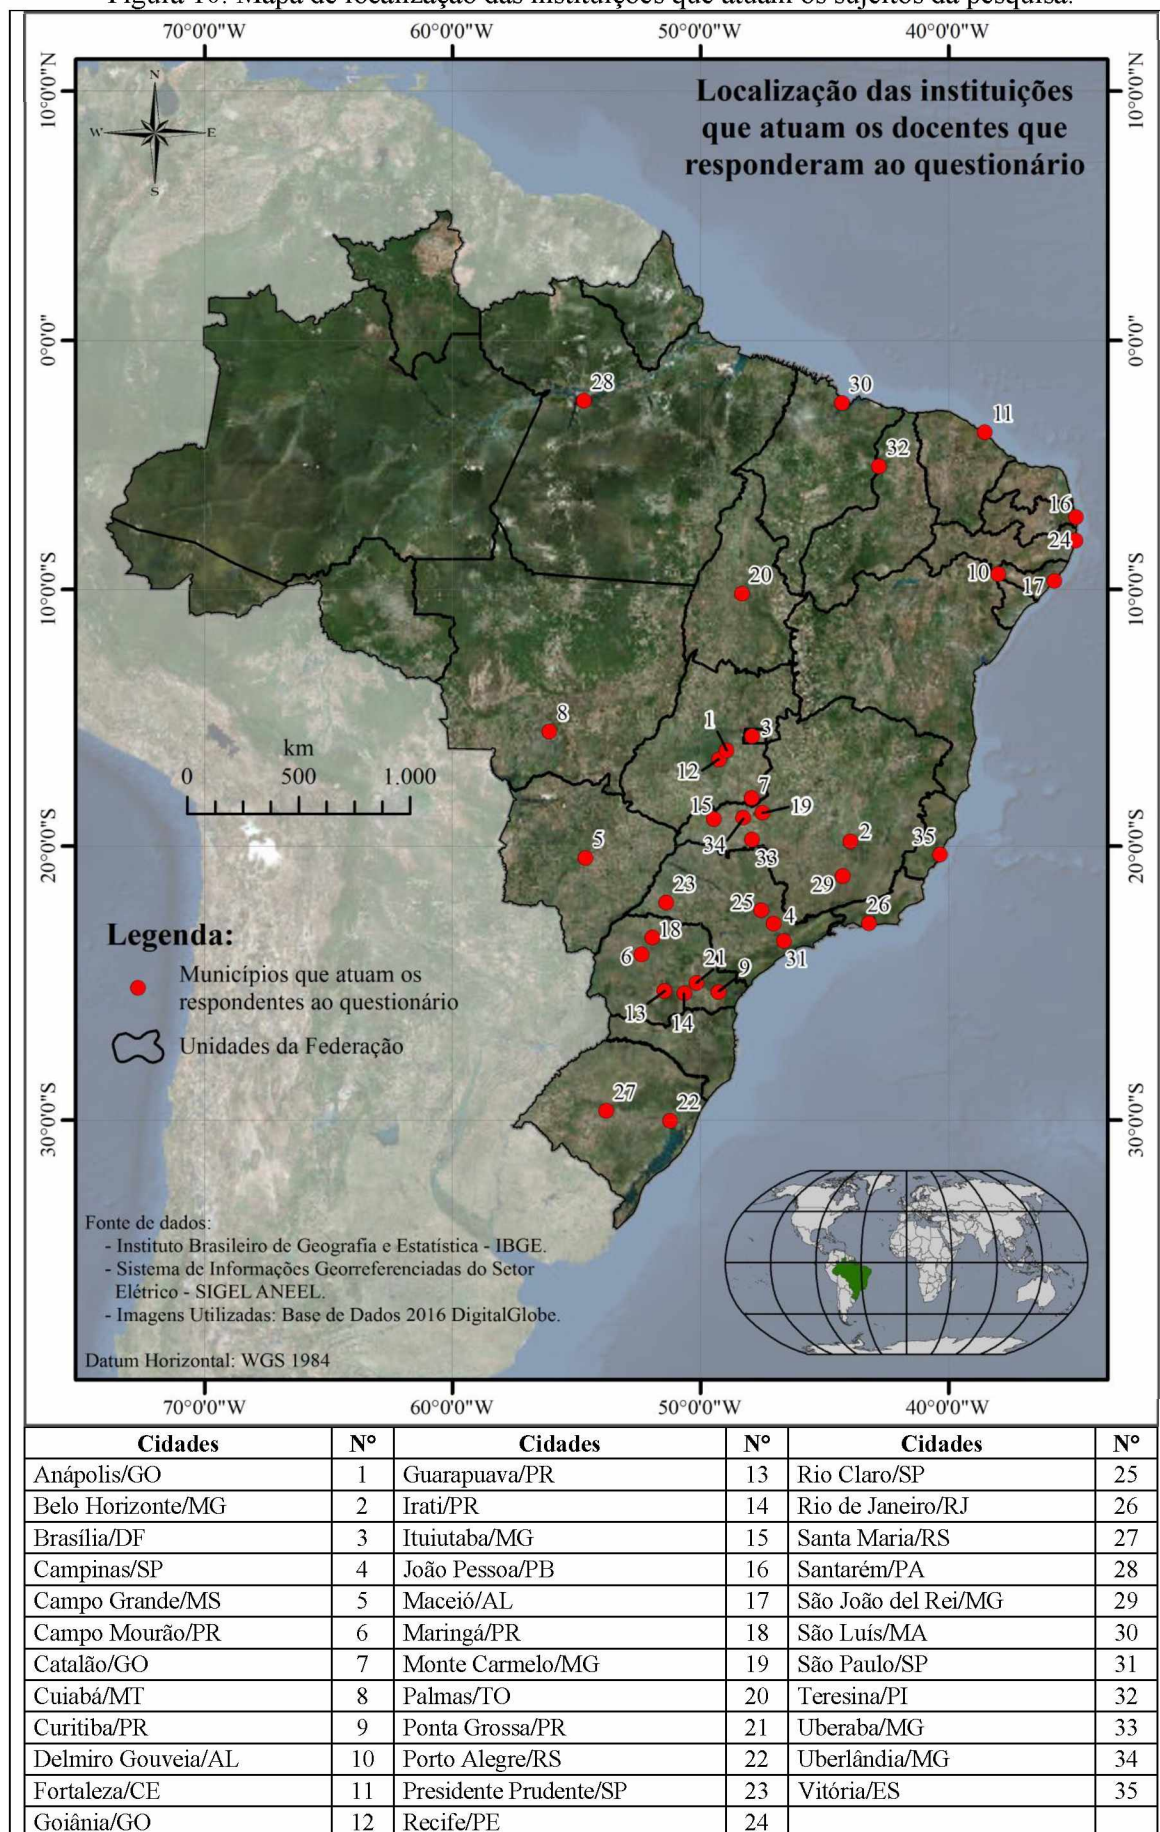 Figura 10: Mapa de localização das instituições que atuam os sujeitos da pesquisa.
70°0'0"W 60°0'0"W 50°0'0"W 40°0'0"W
10°0'0"N 10°0'0"N
N
W E
S
Localização das instituições
que atuam os docentes que
responderam ao questionário
0°0'0" 0°0'0"
28
30
11
32
16
24
10
17
20
10°0'0"S 10°0'0"S
8
1
3
12
km
0 500 1.000
7
15
19
34
33
2
5
35
20°0'0"S 20°0'0"S
29
23
25
4
26
18
31
6
21
9
13
14
Legenda:
Municípios que atuam os
respondentes ao questionário
Unidades da Federação
27
22
30°0'0"S 30°0'0"S
Fonte de dados:
- Instituto Brasileiro de Geografia e Estatística - IBGE.
- Sistema de Informações Georreferenciadas do Setor
Elétrico - SIGEL ANEEL.
- Imagens Utilizadas: Base de Dados 2016 DigitalGlobe.
Datum Horizontal: WGS 1984
70°0'0"W 60°0'0"W 50°0'0"W 40°0'0"W
Cidades N° Cidades N° Cidades N°
Anápolis/GO 1 Guarapuava/PR 13 Rio Claro/SP 25
Belo Horizonte/MG 2 Irati/PR 14 Rio de Janeiro/RJ 26
Brasília/DF 3 Ituiutaba/MG 15 Santa Maria/RS 27
Campinas/SP 4 João Pessoa/PB 16 Santarém/PA 28
Campo Grande/MS 5 Maceió/AL 17 São João del Rei/MG 29
Campo Mourão/PR 6 Maringá/PR 18 São Luís/MA 30
Catalão/GO 7 Monte Carmelo/MG 19 São Paulo/SP 31
Cuiabá/MT 8 Palmas/TO 20 Teresina/PI 32
Curitiba/PR 9 Ponta Grossa/PR 21 Uberaba/MG 33
Delmiro Gouveia/AL 10 Porto Alegre/RS 22 Uberlândia/MG 34
Fortaleza/CE 11 Presidente Prudente/SP 23 Vitória/ES 35
Goiânia/GO 12 Recife/PE 24